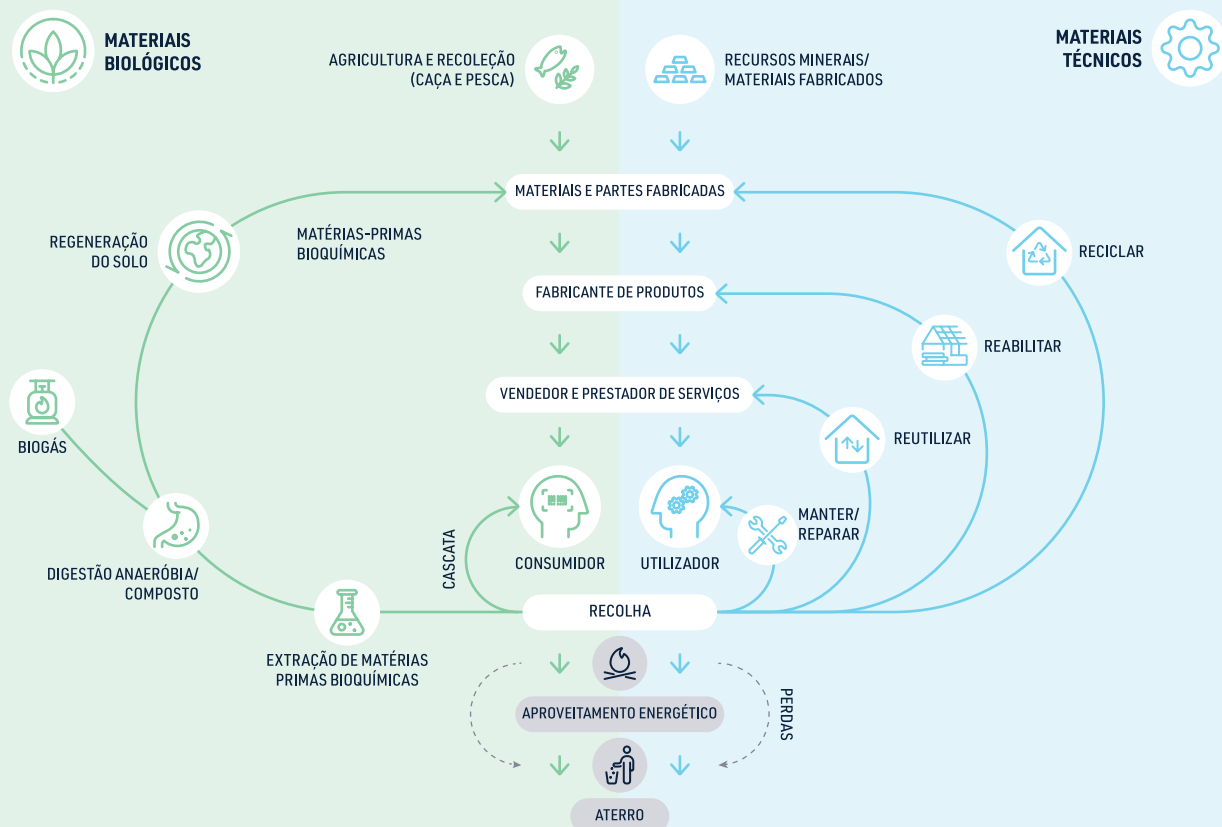 MATERIAIS
BIOLÓGICOS
AGRICULTURA E RECOLEÇÃO
(CAÇA E PESCA)
RECURSOS MINERAIS/
MATERIAIS FABRICADOS
MATERIAIS
TÉCNICOS
MATERIAIS E PARTES FABRICADAS
REGENERAÇÃO
DO SOLO
MATÉRIAS-PRIMAS
BIOQUÍMICAS
RECICLAR
FABRICANTE DE PRODUTOS
REABILITAR
VENDEDOR E PRESTADOR DE SERVIÇOS
BIOGÁS
REUTILIZAR
MANTER/
REPARAR
CASCATA
CONSUMIDOR
UTILIZADOR
DIGESTÃO ANAERÓBIA/
COMPOSTO
RECOLHA
EXTRAÇÃO DE MATÉRIAS
PRIMAS BIOQUÍMICAS
APROVEITAMENTO ENERGÉTICO
PERDAS
ATERRO